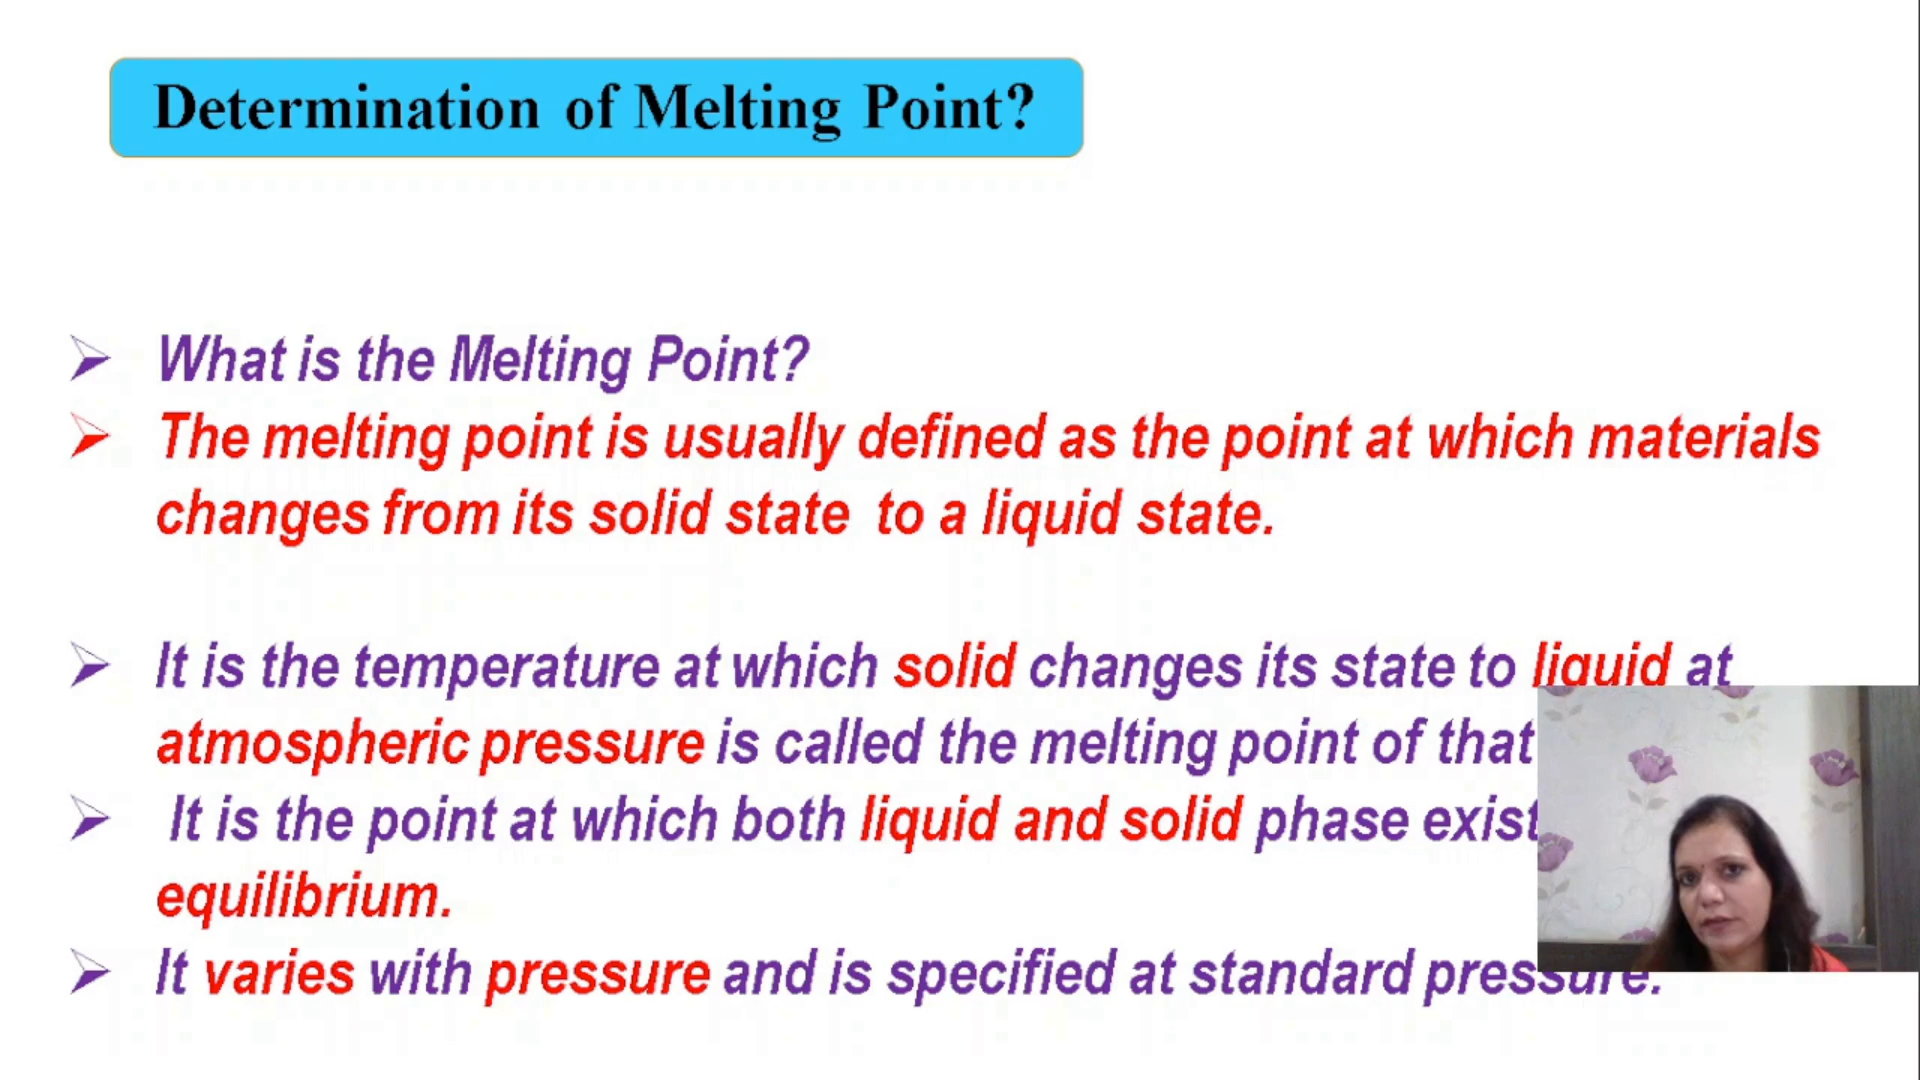 Determination of Melting Point?
What is the Melting Point?
The melting point is usually defined as the point at which materials
changes from its solid state to a liquid state.
It is the temperature at which solid changes its state to liquid at
atmospheric pressure is called the melting point of that
It is the point at which both liquid and solid phase exist
equilibrium.
It varies with pressure and is specified at standard pressure.